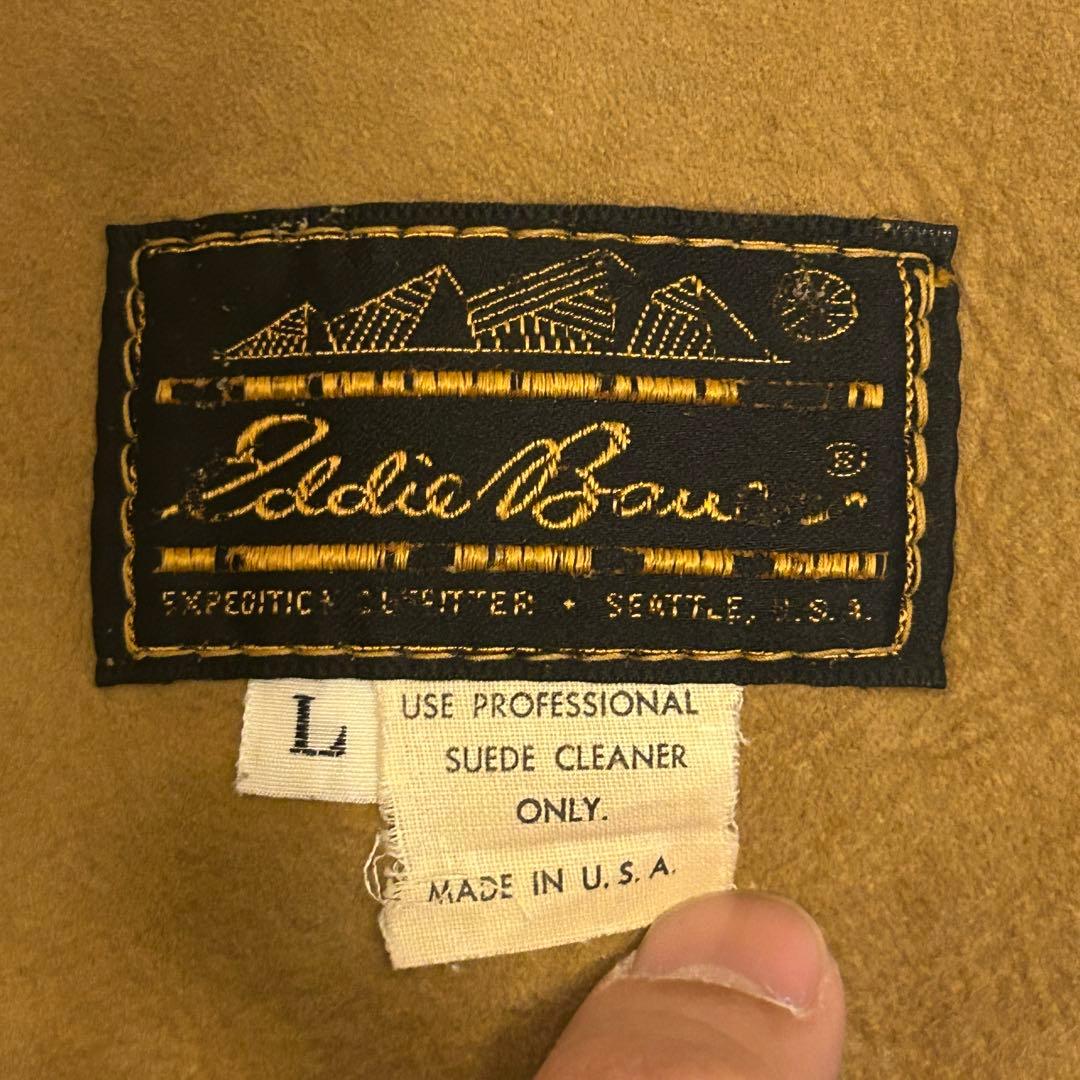 Eddie Bauer ®
EXPEDITION OUTFITTER • SEATTLE, U.S.A.
L
USE PROFESSIONAL
SUEDE CLEANER
ONLY.
MADE IN U.S.A.